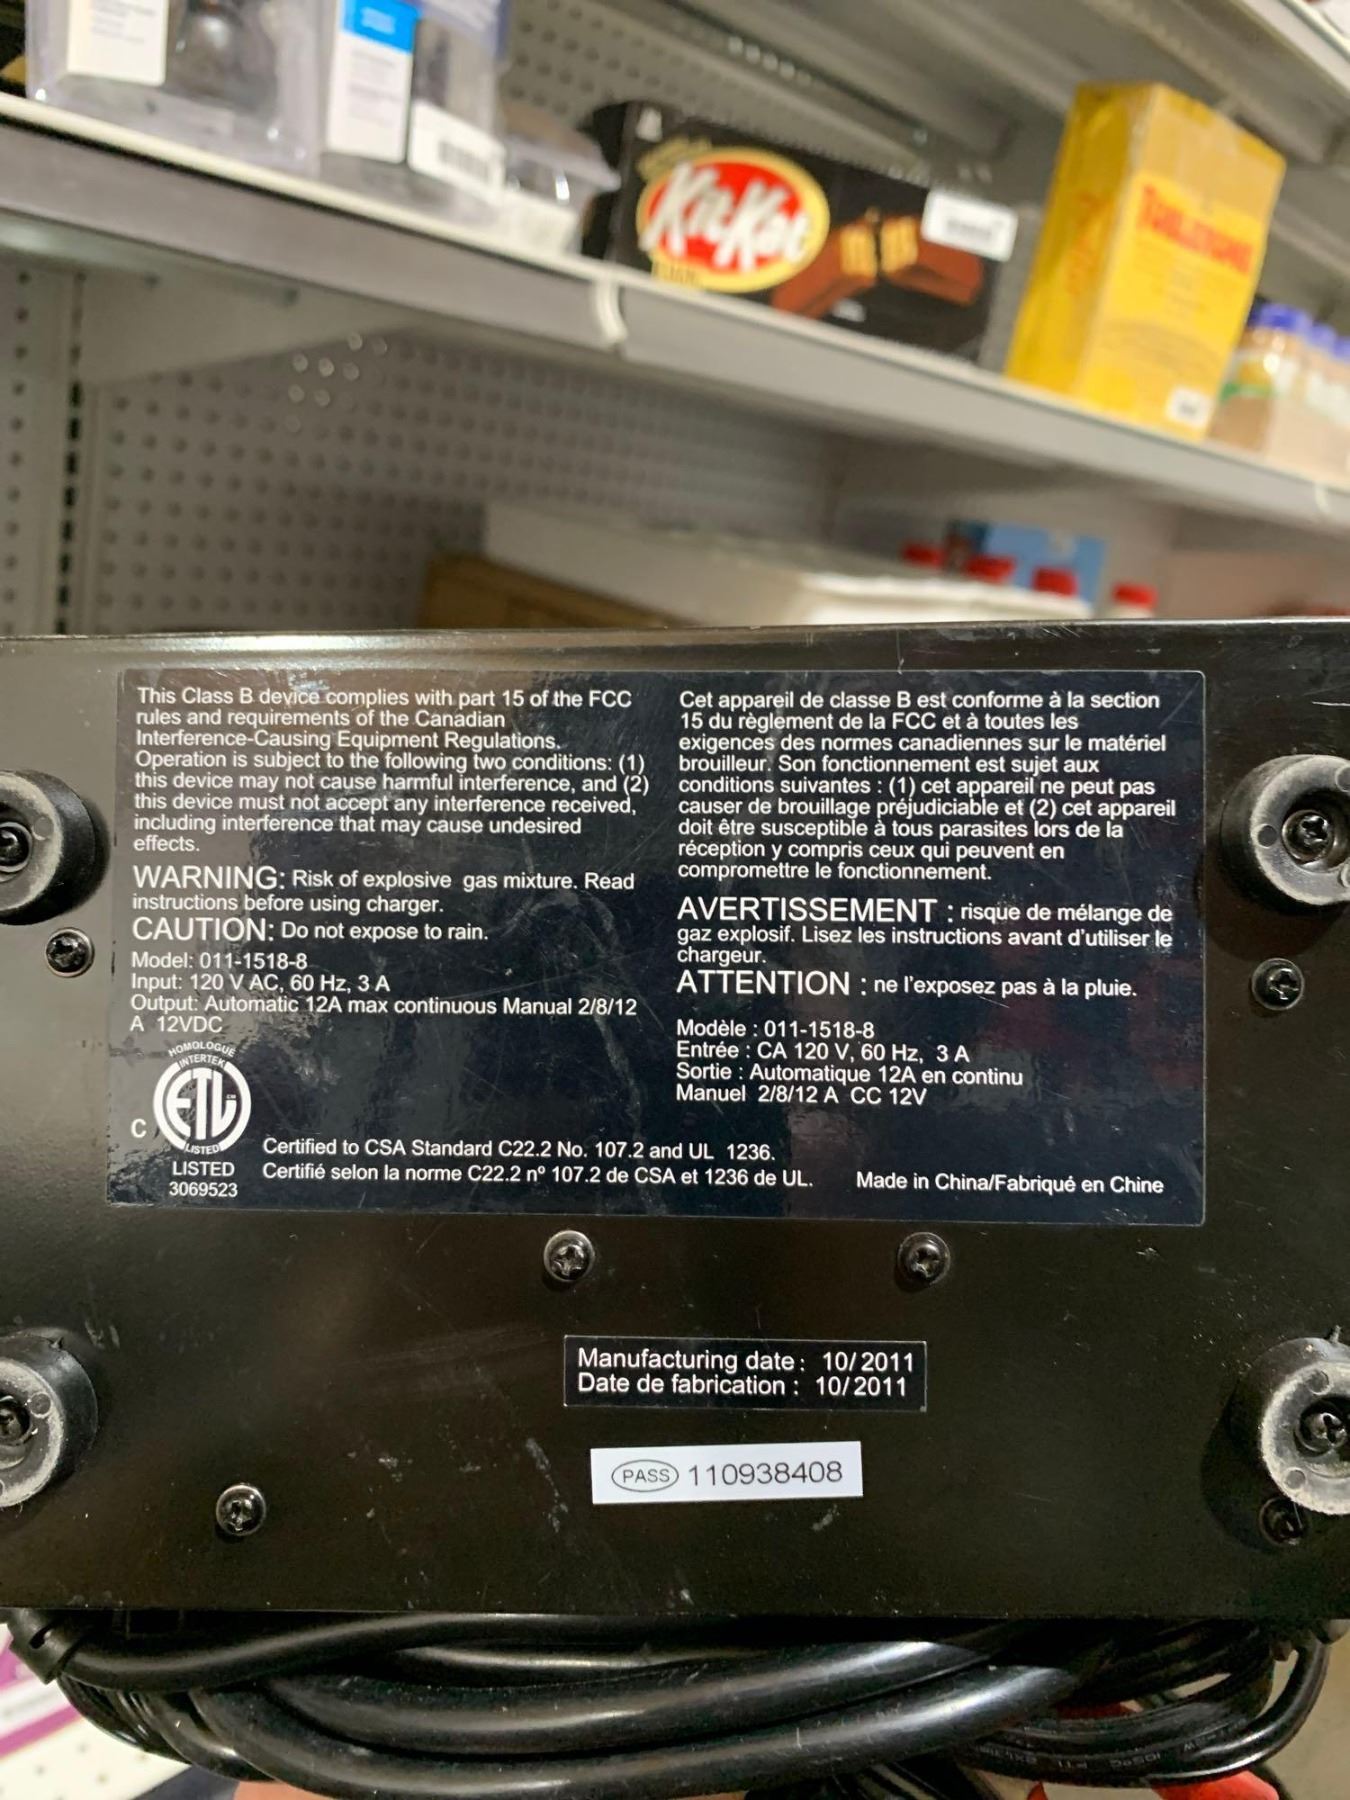 KitKat
minis
TOBLERONE
This Class B device complies with part 15 of the FCC
rules and requirements of the Canadian
Interference-Causing Equipment Regulations.
Operation is subject to the following two conditions: (1)
this device may not cause harmful interference, and (2)
this device must not accept any interference received,
including interference that may cause undesired
effects.
WARNING: Risk of explosive gas mixture. Read
instructions before using charger.
CAUTION: Do not expose to rain.
Model: 011-1518-8
Input: 120 V AC, 60 Hz, 3 A
Output: Automatic 12A max continuous Manual 2/8/12
A 12VDC
HOMOLOGUE
INTERTEK
ETL CM
LISTED
C
LISTED
3069523
Cet appareil de classe B est conforme à la section
15 du règlement de la FCC et à toutes les
exigences des normes canadiennes sur le matériel
brouilleur. Son fonctionnement est sujet aux
conditions suivantes : (1) cet appareil ne peut pas
causer de brouillage préjudiciable et (2) cet appareil
doit être susceptible à tous parasites lors de la
réception y compris ceux qui peuvent en
compromettre le fonctionnement.
AVERTISSEMENT : risque de mélange de
gaz explosif. Lisez les instructions avant d'utiliser le
chargeur.
ATTENTION : ne l'exposez pas à la pluie.
Modèle : 011-1518-8
Entrée : CA 120 V, 60 Hz, 3 A
Sortie : Automatique 12A en continu
Manuel 2/8/12 A CC 12V
Certified to CSA Standard C22.2 No. 107.2 and UL 1236.
Certifié selon la norme C22.2 nº 107.2 de CSA et 1236 de UL.
Made in China/Fabriqué en Chine
Manufacturing date: 10/2011
Date de fabrication : 10/2011
PASS 110938408